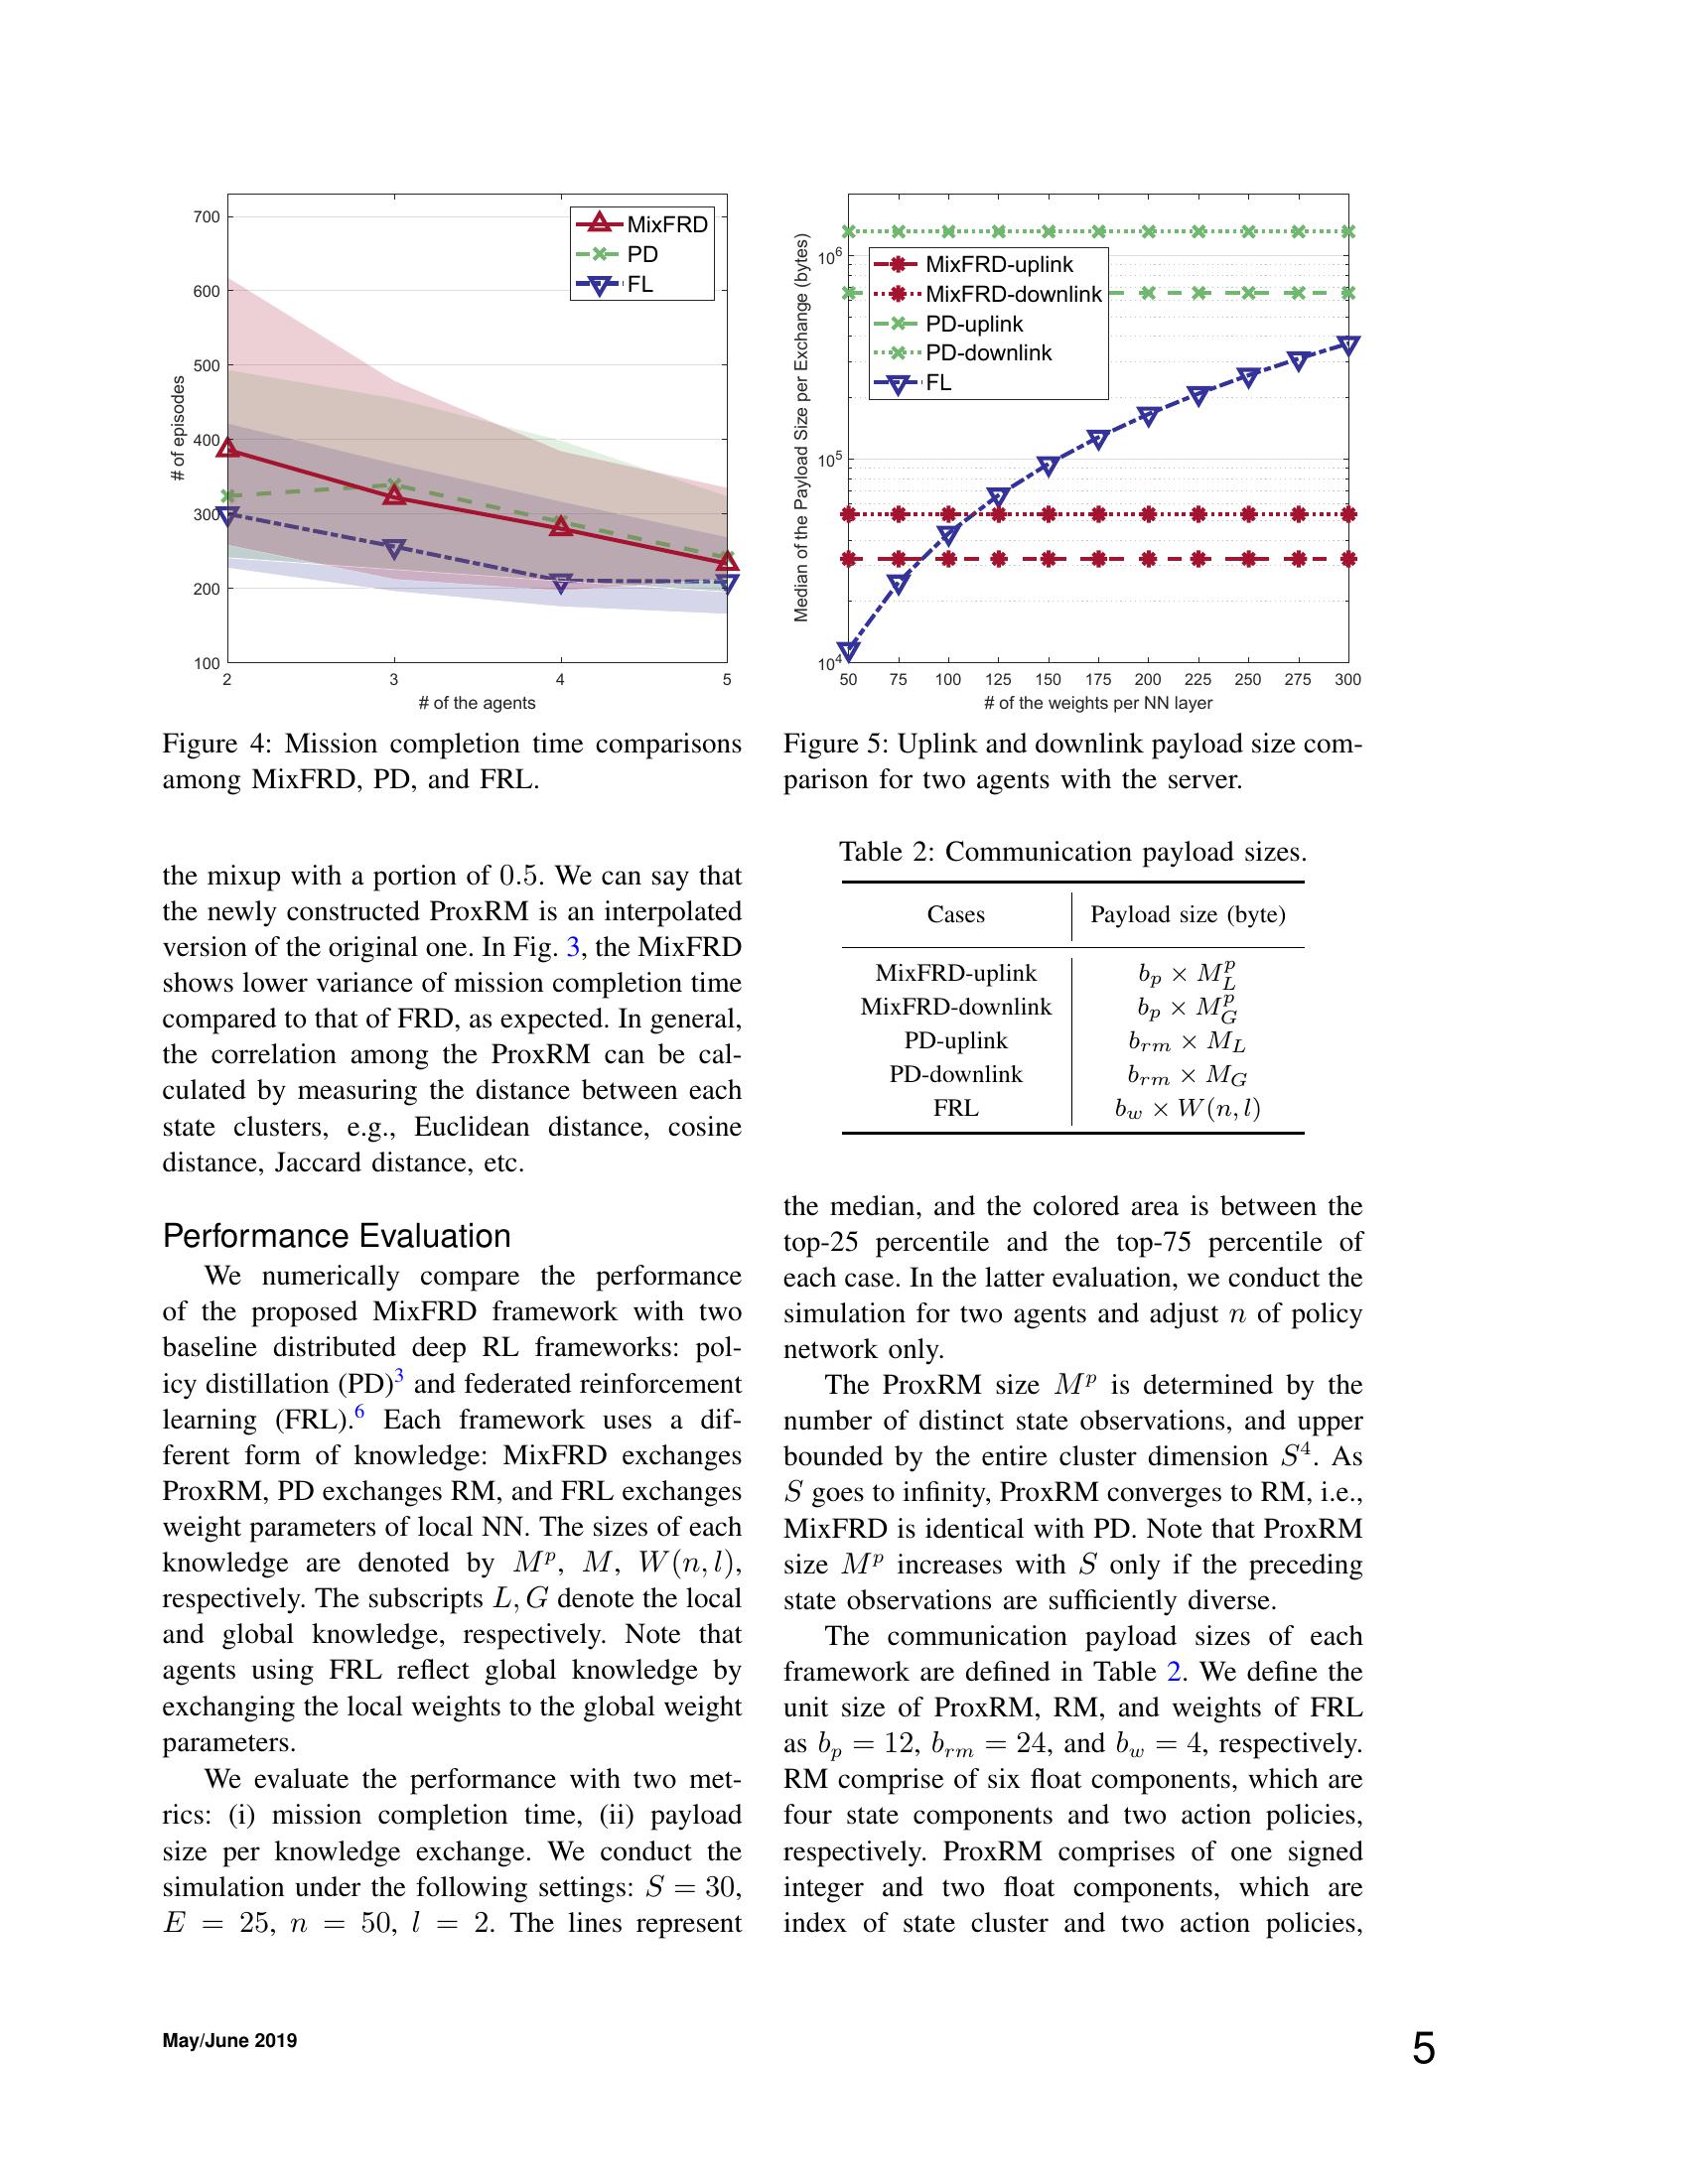 700
600
500
400
300
200
100
2
3
4
5
# of episodes
# of the agents
MixFRD
PD
FL
Figure 4: Mission completion time comparisons
among MixFRD, PD, and FRL.
10^6
10^5
10^4
50
75
100
125
150
175
200
225
250
275
300
Median of the Payload Size per Exchange (bytes)
# of the weights per NN layer
MixFRD-uplink
MixFRD-downlink
PD-uplink
PD-downlink
FL
Figure 5: Uplink and downlink payload size com-
parison for two agents with the server.
the mixup with a portion of 0.5. We can say that
the newly constructed ProxRM is an interpolated
version of the original one. In Fig. 3, the MixFRD
shows lower variance of mission completion time
compared to that of FRD, as expected. In general,
the correlation among the ProxRM can be cal-
culated by measuring the distance between each
state clusters, e.g., Euclidean distance, cosine
distance, Jaccard distance, etc.
Performance Evaluation
We numerically compare the performance
of the proposed MixFRD framework with two
baseline distributed deep RL frameworks: pol-
icy distillation (PD)^3 and federated reinforcement
learning (FRL).^6 Each framework uses a dif-
ferent form of knowledge: MixFRD exchanges
ProxRM, PD exchanges RM, and FRL exchanges
weight parameters of local NN. The sizes of each
knowledge are denoted by M^p, M, W(n, l),
respectively. The subscripts L, G denote the local
and global knowledge, respectively. Note that
agents using FRL reflect global knowledge by
exchanging the local weights to the global weight
parameters.
We evaluate the performance with two met-
rics: (i) mission completion time, (ii) payload
size per knowledge exchange. We conduct the
simulation under the following settings: S = 30,
E = 25, n = 50, l = 2. The lines represent
Table 2: Communication payload sizes.
Cases Payload size (byte)
MixFRD-uplink b_p × M_L^p
MixFRD-downlink b_p × M_G^p
PD-uplink b_rm × M_L
PD-downlink b_rm × M_G
FRL b_w × W(n, l)
the median, and the colored area is between the
top-25 percentile and the top-75 percentile of
each case. In the latter evaluation, we conduct the
simulation for two agents and adjust n of policy
network only.
The ProxRM size M^p is determined by the
number of distinct state observations, and upper
bounded by the entire cluster dimension S^4. As
S goes to infinity, ProxRM converges to RM, i.e.,
MixFRD is identical with PD. Note that ProxRM
size M^p increases with S only if the preceding
state observations are sufficiently diverse.
The communication payload sizes of each
framework are defined in Table 2. We define the
unit size of ProxRM, RM, and weights of FRL
as b_p = 12, b_rm = 24, and b_w = 4, respectively.
RM comprise of six float components, which are
four state components and two action policies,
respectively. ProxRM comprises of one signed
integer and two float components, which are
index of state cluster and two action policies,
May/June 2019
5